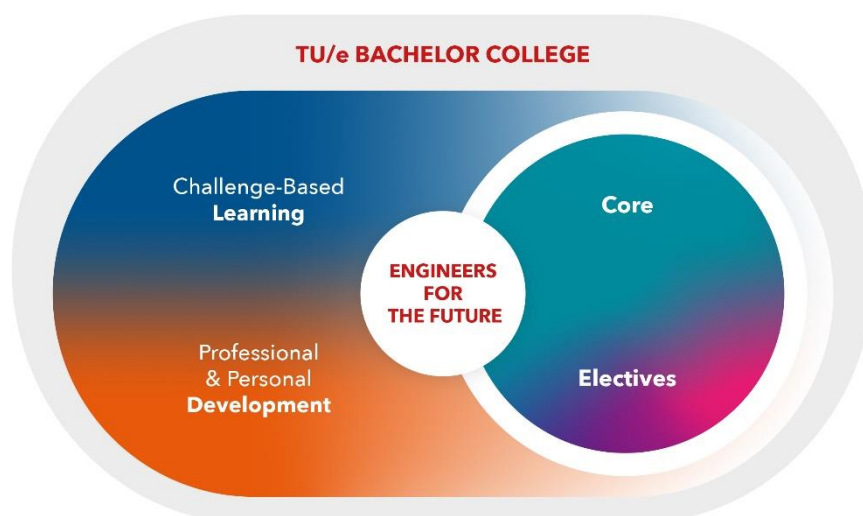 TU/e BACHELOR COLLEGE
Challenge-Based
Learning
Core
ENGINEERS
FOR
THE FUTURE
Professional
& Personal
Development
Electives